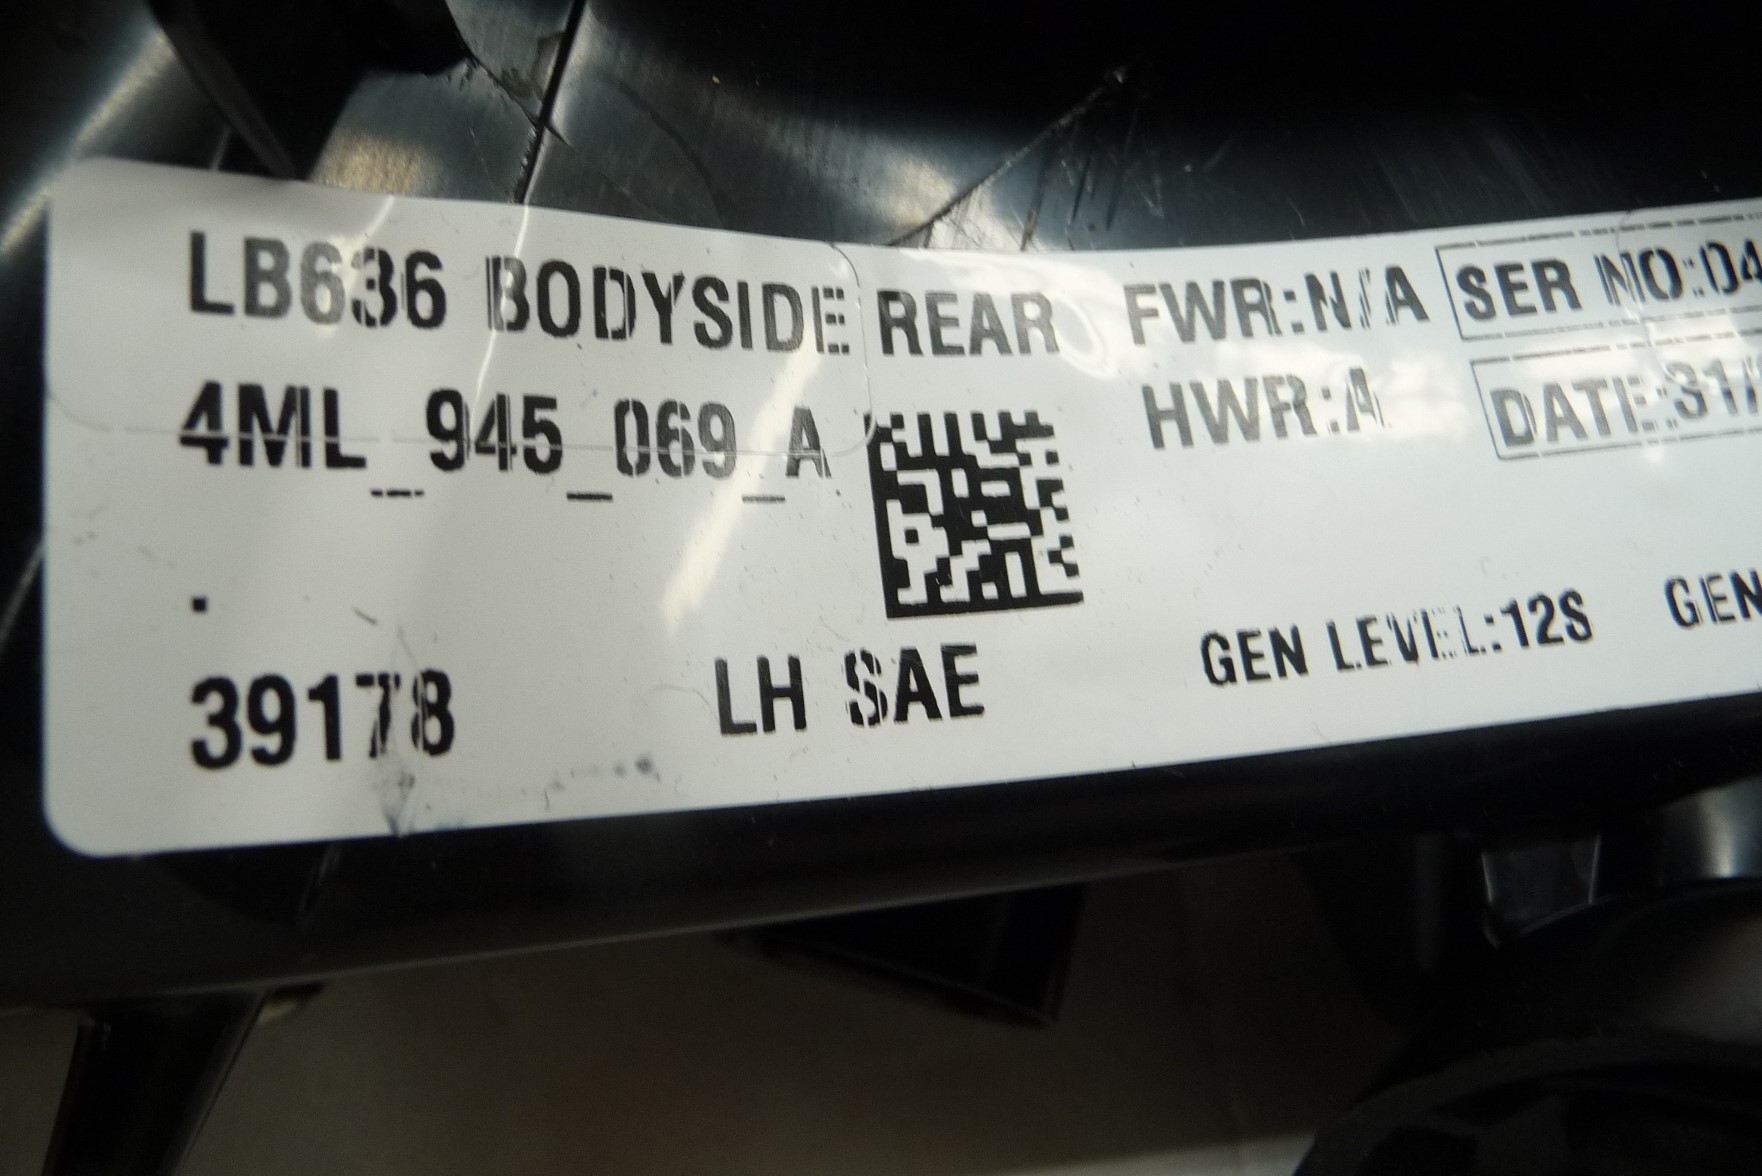 LB636 BODYSIDE REAR FWR:N/A SER NO:04
4ML_945_069_A HWR:A DATE:31/
.
39178 LH SAE GEN LEVEL:12S GEN